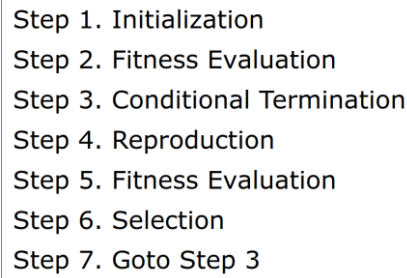 Step 1. Initialization
Step 2. Fitness Evaluation
Step 3. Conditional Termination
Step 4. Reproduction
Step 5. Fitness Evaluation
Step 6. Selection
Step 7. Goto Step 3